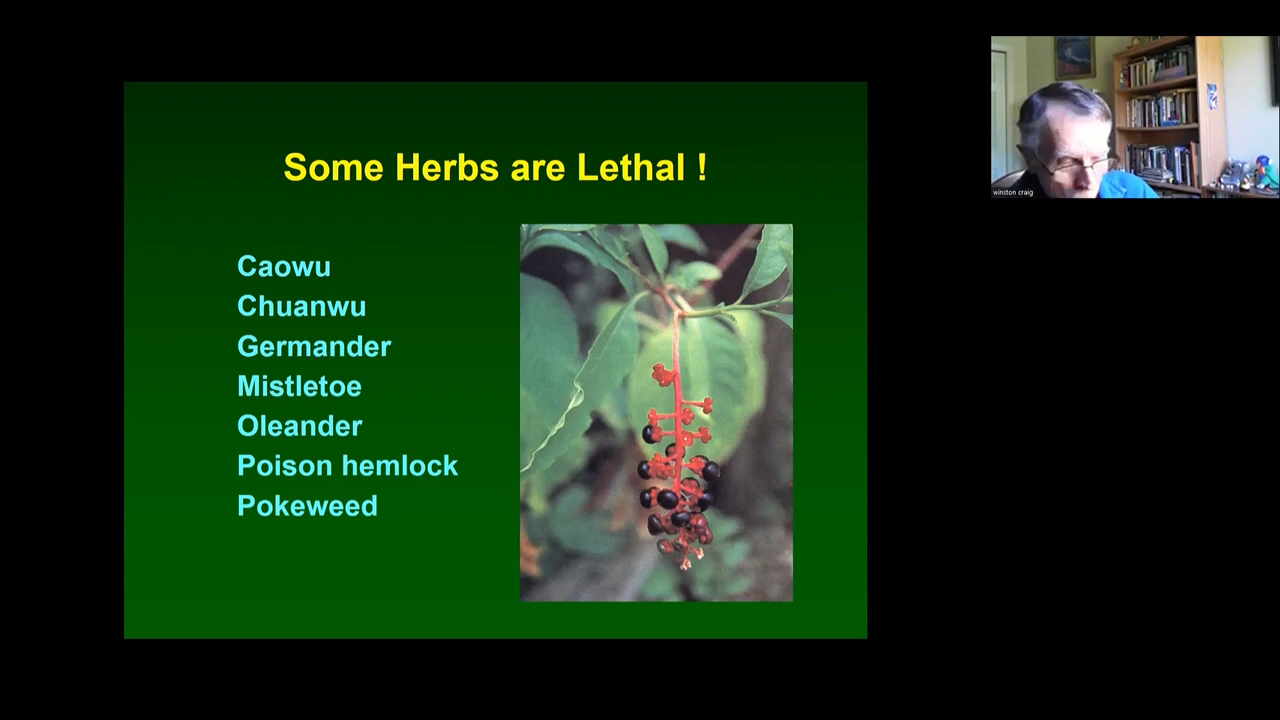 Some Herbs are Lethal !
Caowu
Chuanwu
Germander
Mistletoe
Oleander
Poison hemlock
Pokeweed
winston craig